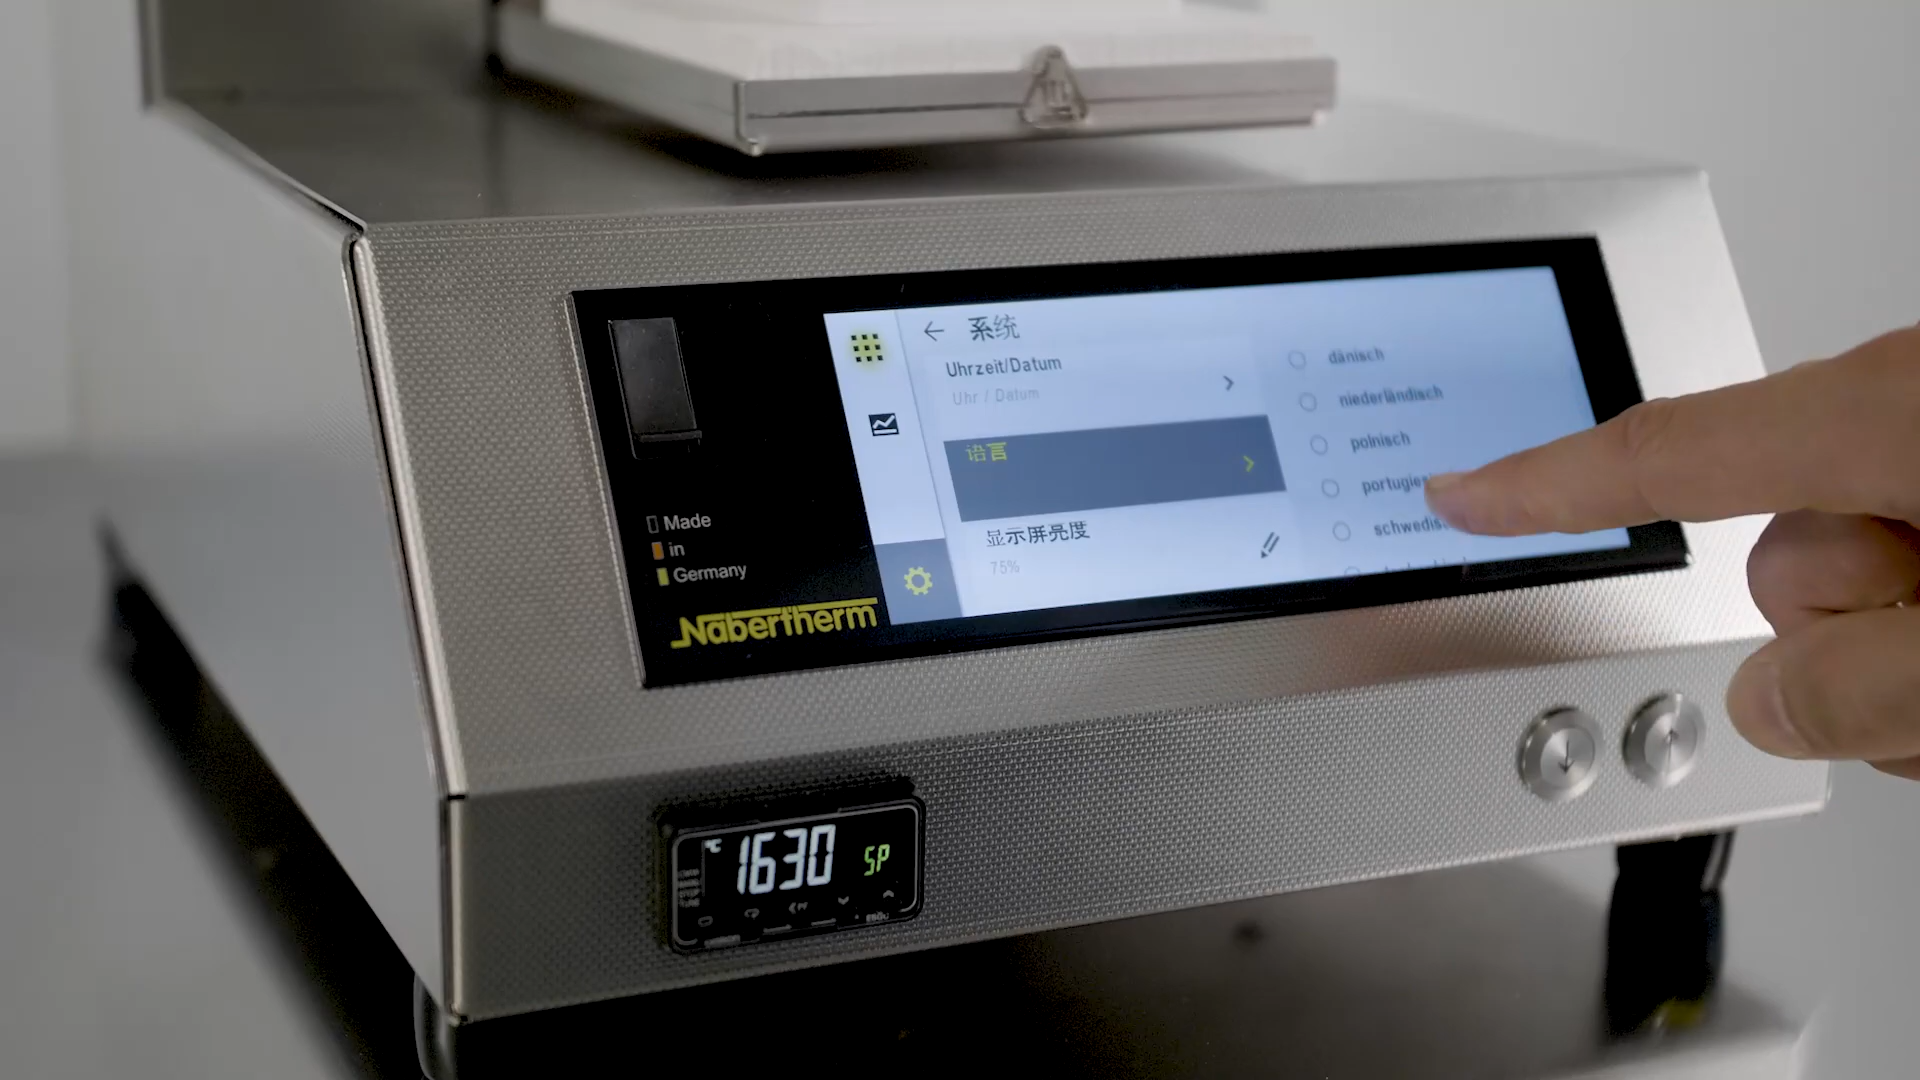 系统
Uhrzeit/Datum
Uhr / Datum
语言
显示屏亮度
75%
dänisch
niederländisch
polnisch
Made
in
Germany
Nabertherm
°C
1630
SP